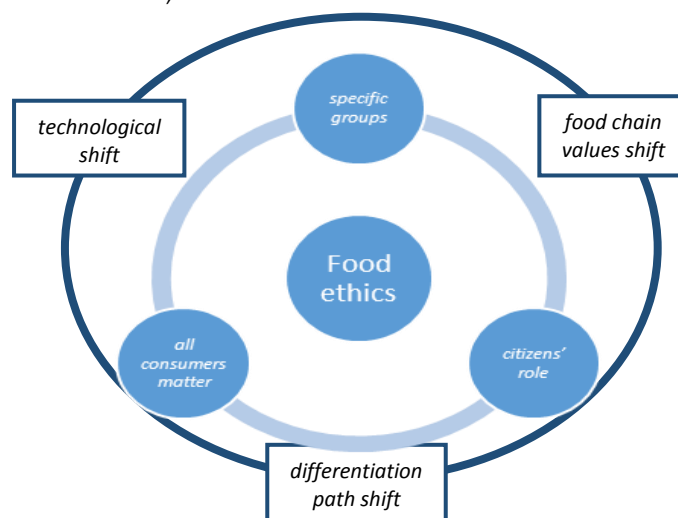 specific
groups
technological
shift
food chain
values shift
Food
ethics
all
consumers
matter
citizens’
role
differentiation
path shift